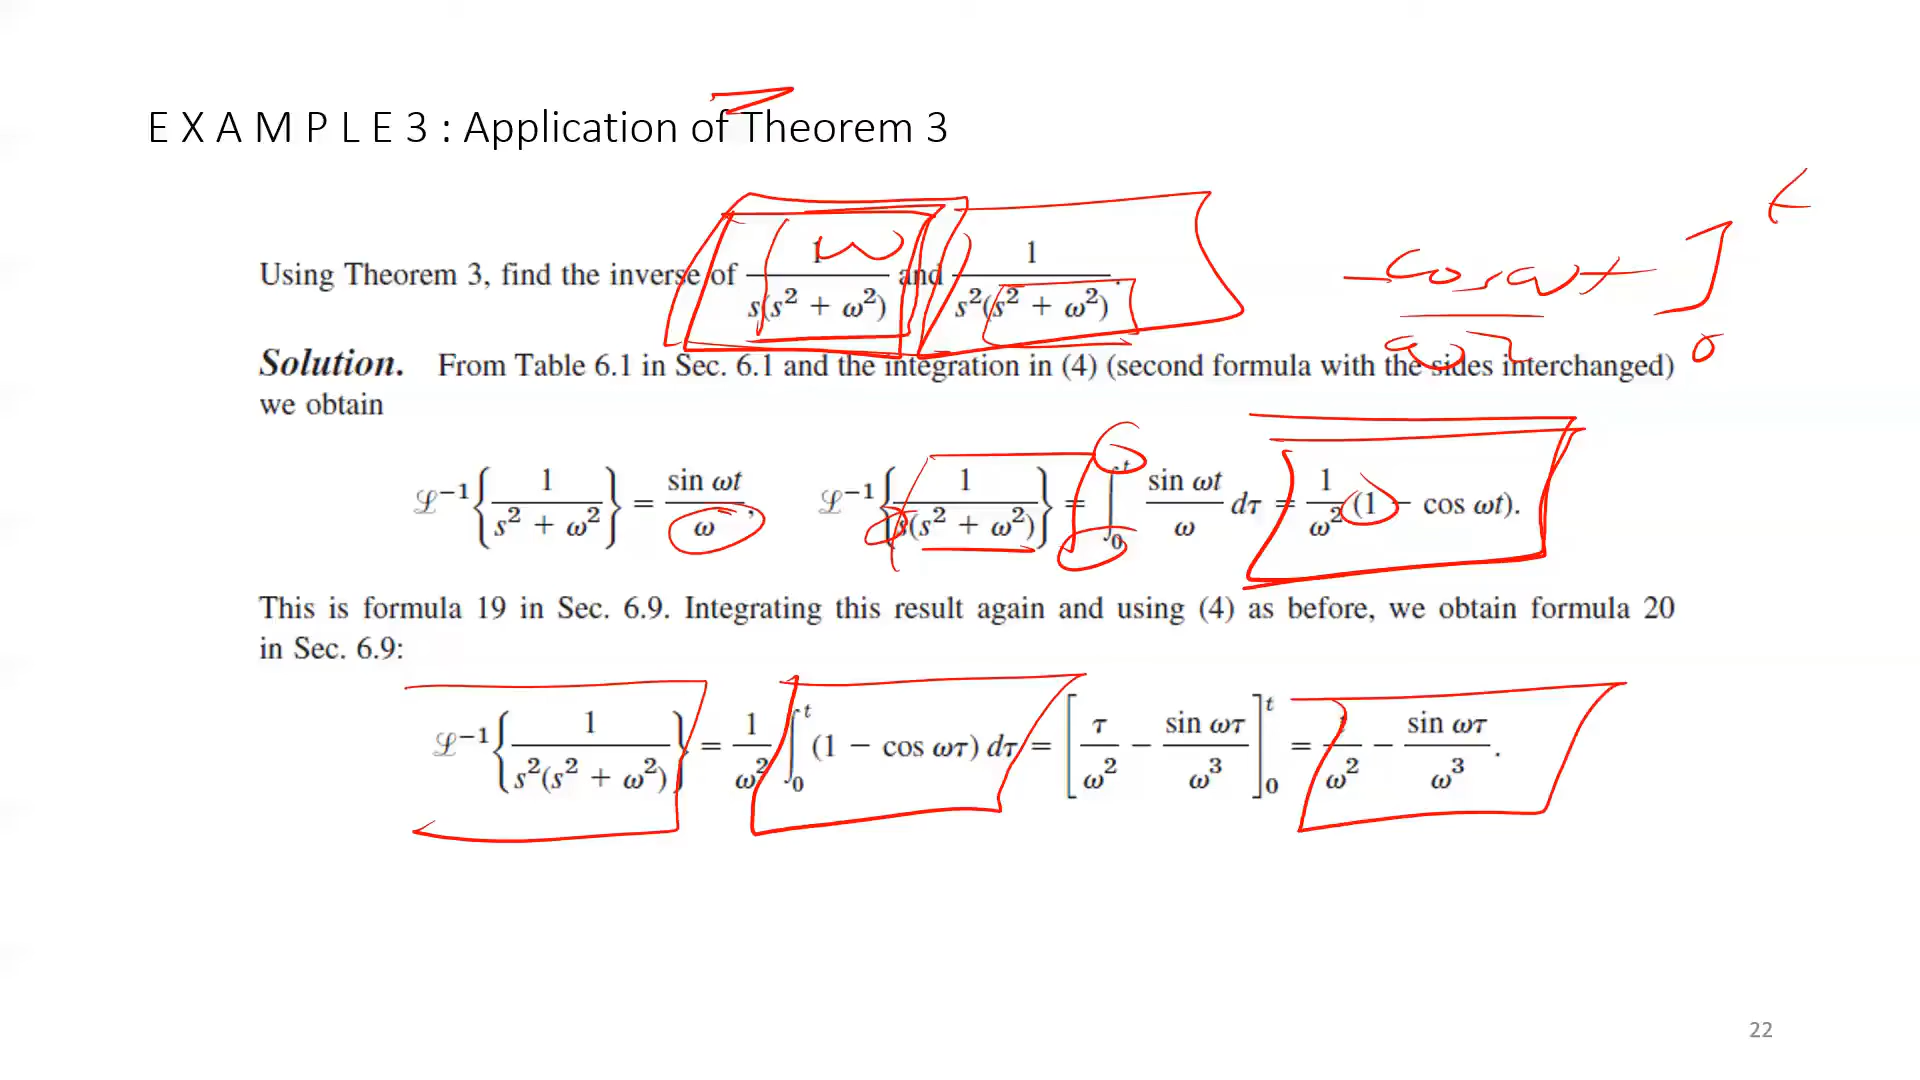 E X A M P L E 3 : Application of Theorem 3
Using Theorem 3, find the inverse of 1/(s(s² + ω²)) and 1/(s²(s² + ω²)).
ω
-cos ωt/ω² ]₀ᵗ
Solution. From Table 6.1 in Sec. 6.1 and the integration in (4) (second formula with the sides interchanged)
we obtain
ℒ⁻¹{1/(s² + ω²)} = sin ωt/ω, ℒ⁻¹{1/(s(s² + ω²))} = ∫₀ᵗ sin ωt/ω dτ = 1/ω² (1 − cos ωt).
This is formula 19 in Sec. 6.9. Integrating this result again and using (4) as before, we obtain formula 20
in Sec. 6.9:
ℒ⁻¹{1/(s²(s² + ω²))} = 1/ω² ∫₀ᵗ (1 − cos ωτ) dτ = [τ/ω² − sin ωτ/ω³]₀ᵗ = t/ω² − sin ωτ/ω³.
22